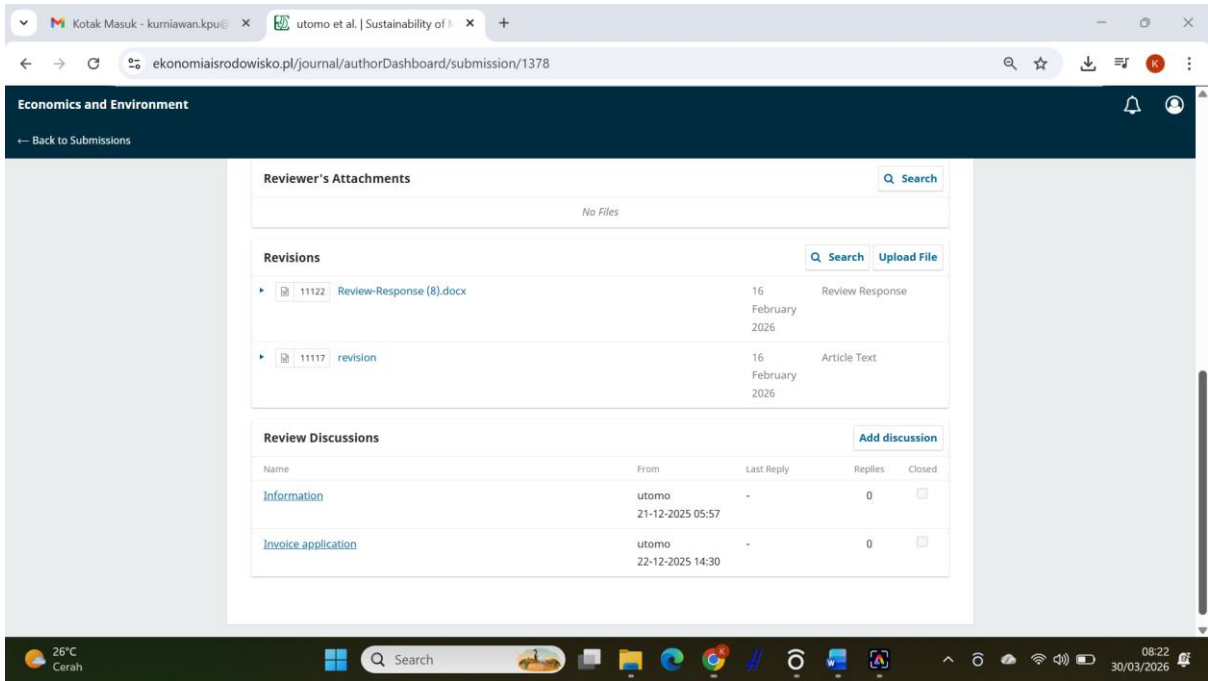 Kotak Masuk - kurniawan.kpu@
utomo et al. | Sustainability of M
ekonomiaisrodowisko.pl/journal/authorDashboard/submission/1378
K
Economics and Environment
← Back to Submissions
Reviewer's Attachments
Search
No Files
Revisions
Search Upload File
11122 Review-Response (8).docx 16 Review Response
February
2026
11117 revision 16 Article Text
February
2026
Review Discussions
Add discussion
Name From Last Reply Replies Closed
Information utomo - 0
21-12-2025 05:57
Invoice application utomo - 0
22-12-2025 14:30
26°C
Cerah
Search
08:22
30/03/2026